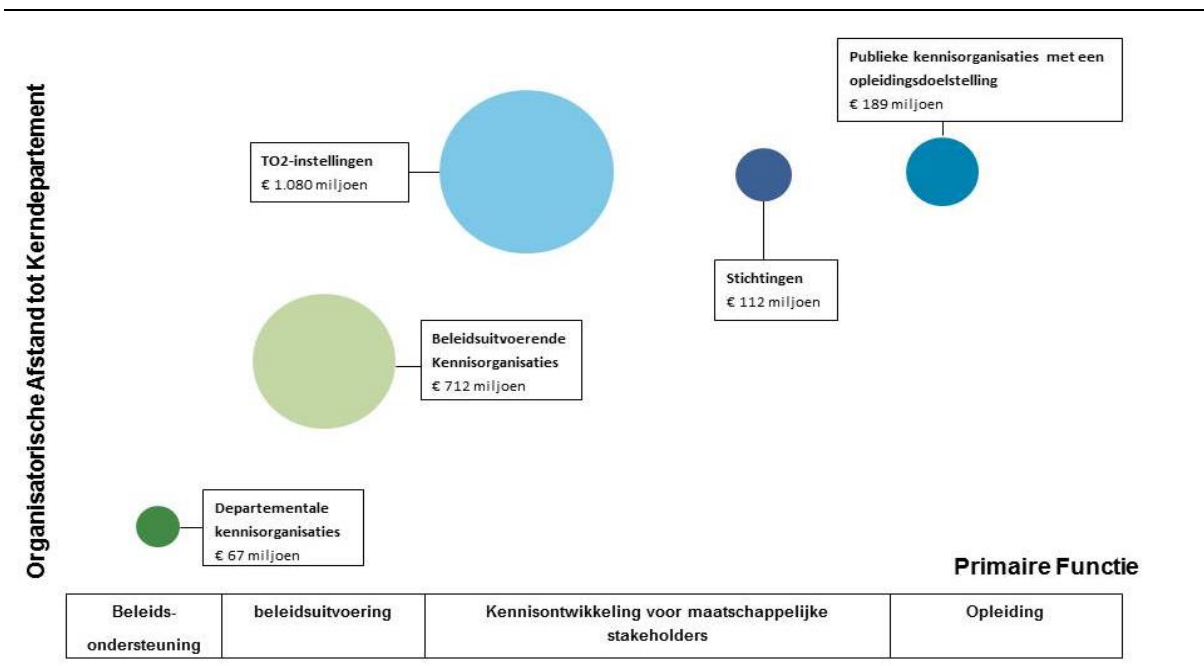 Organisatorische Afstand tot Kerndepartement
Publieke kennisorganisaties met een
opleidingsdoelstelling
€ 189 miljoen
TO2-instellingen
€ 1.080 miljoen
Stichtingen
€ 112 miljoen
Beleidsuitvoerende
Kennisorganisaties
€ 712 miljoen
Departementale
kennisorganisaties
€ 67 miljoen
Primaire Functie
Beleids-
ondersteuning
beleidsuitvoering
Kennisontwikkeling voor maatschappelijke
stakeholders
Opleiding